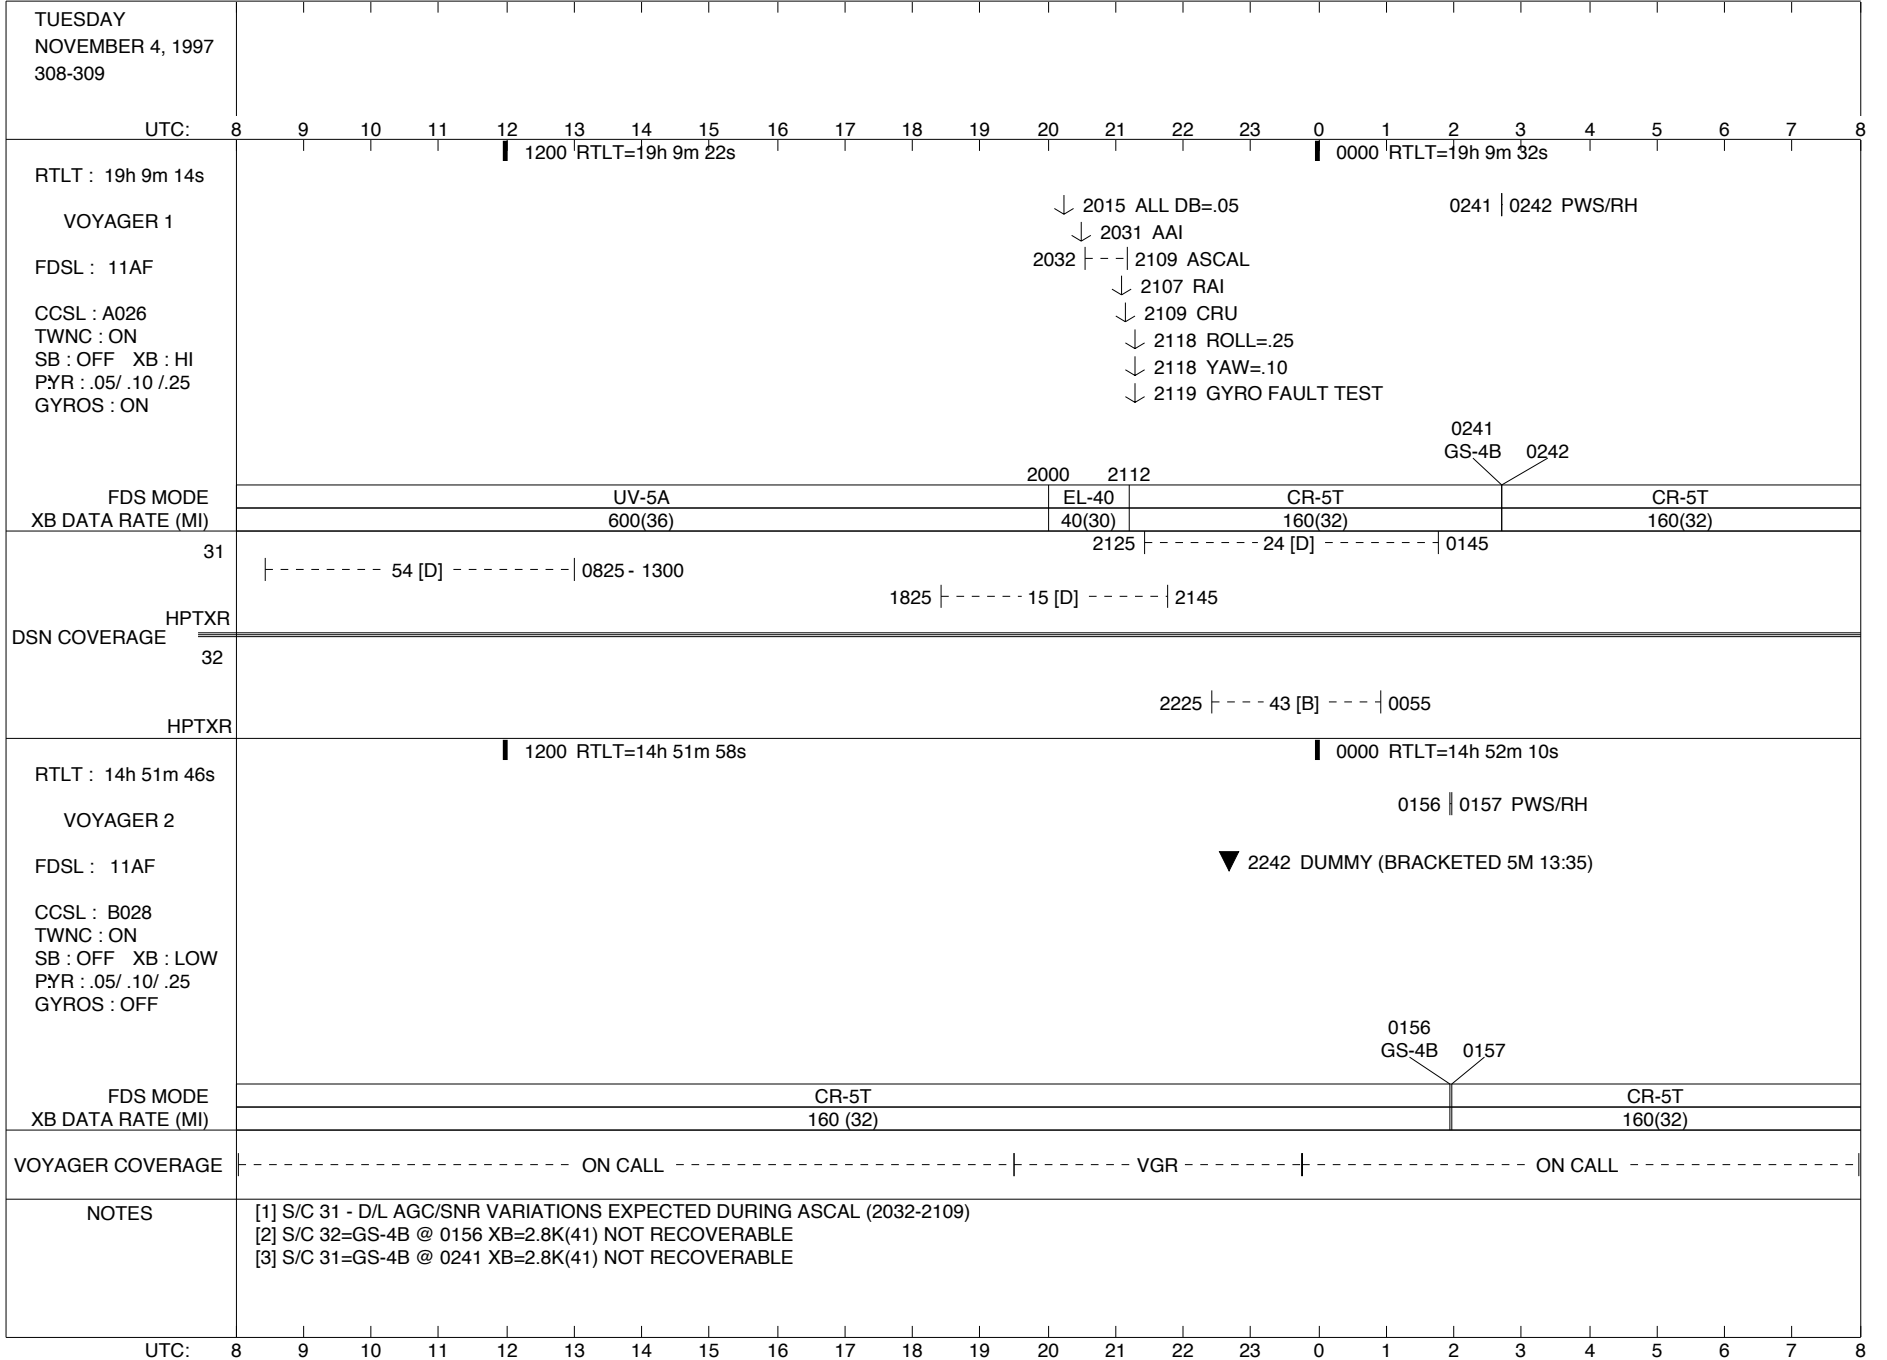 TUESDAY
NOVEMBER 4, 1997
308-309
UTC: 8 9 10 11 12 13 14 15 16 17 18 19 20 21 22 23 0 1 2 3 4 5 6 7 8
1200 RTLT=19h 9m 22s 0000 RTLT=19h 9m 32s
RTLT : 19h 9m 14s
VOYAGER 1
FDSL : 11AF
CCSL : A026
TWNC : ON
SB : OFF XB : HI
P:YR : .05/ .10 /.25
GYROS : ON
2015 ALL DB=.05
0241 0242 PWS/RH
2031 AAI
2032 2109 ASCAL
2107 RAI
2109 CRU
2118 ROLL=.25
2118 YAW=.10
2119 GYRO FAULT TEST
0241
GS-4B 0242
2000 2112
FDS MODE UV-5A EL-40 CR-5T CR-5T
XB DATA RATE (MI) 600(36) 40(30) 160(32) 160(32)
31
2125 24 [D] 0145
54 [D] 0825 - 1300
1825 15 [D] 2145
HPTXR
DSN COVERAGE
32
2225 43 [B] 0055
HPTXR
1200 RTLT=14h 51m 58s 0000 RTLT=14h 52m 10s
RTLT : 14h 51m 46s
VOYAGER 2
FDSL : 11AF
CCSL : B028
TWNC : ON
SB : OFF XB : LOW
P:YR : .05/ .10/ .25
GYROS : OFF
0156 0157 PWS/RH
2242 DUMMY (BRACKETED 5M 13:35)
0156
GS-4B 0157
FDS MODE CR-5T CR-5T
XB DATA RATE (MI) 160 (32) 160(32)
VOYAGER COVERAGE ON CALL VGR ON CALL
NOTES
[1] S/C 31 - D/L AGC/SNR VARIATIONS EXPECTED DURING ASCAL (2032-2109)
[2] S/C 32=GS-4B @ 0156 XB=2.8K(41) NOT RECOVERABLE
[3] S/C 31=GS-4B @ 0241 XB=2.8K(41) NOT RECOVERABLE
UTC: 8 9 10 11 12 13 14 15 16 17 18 19 20 21 22 23 0 1 2 3 4 5 6 7 8